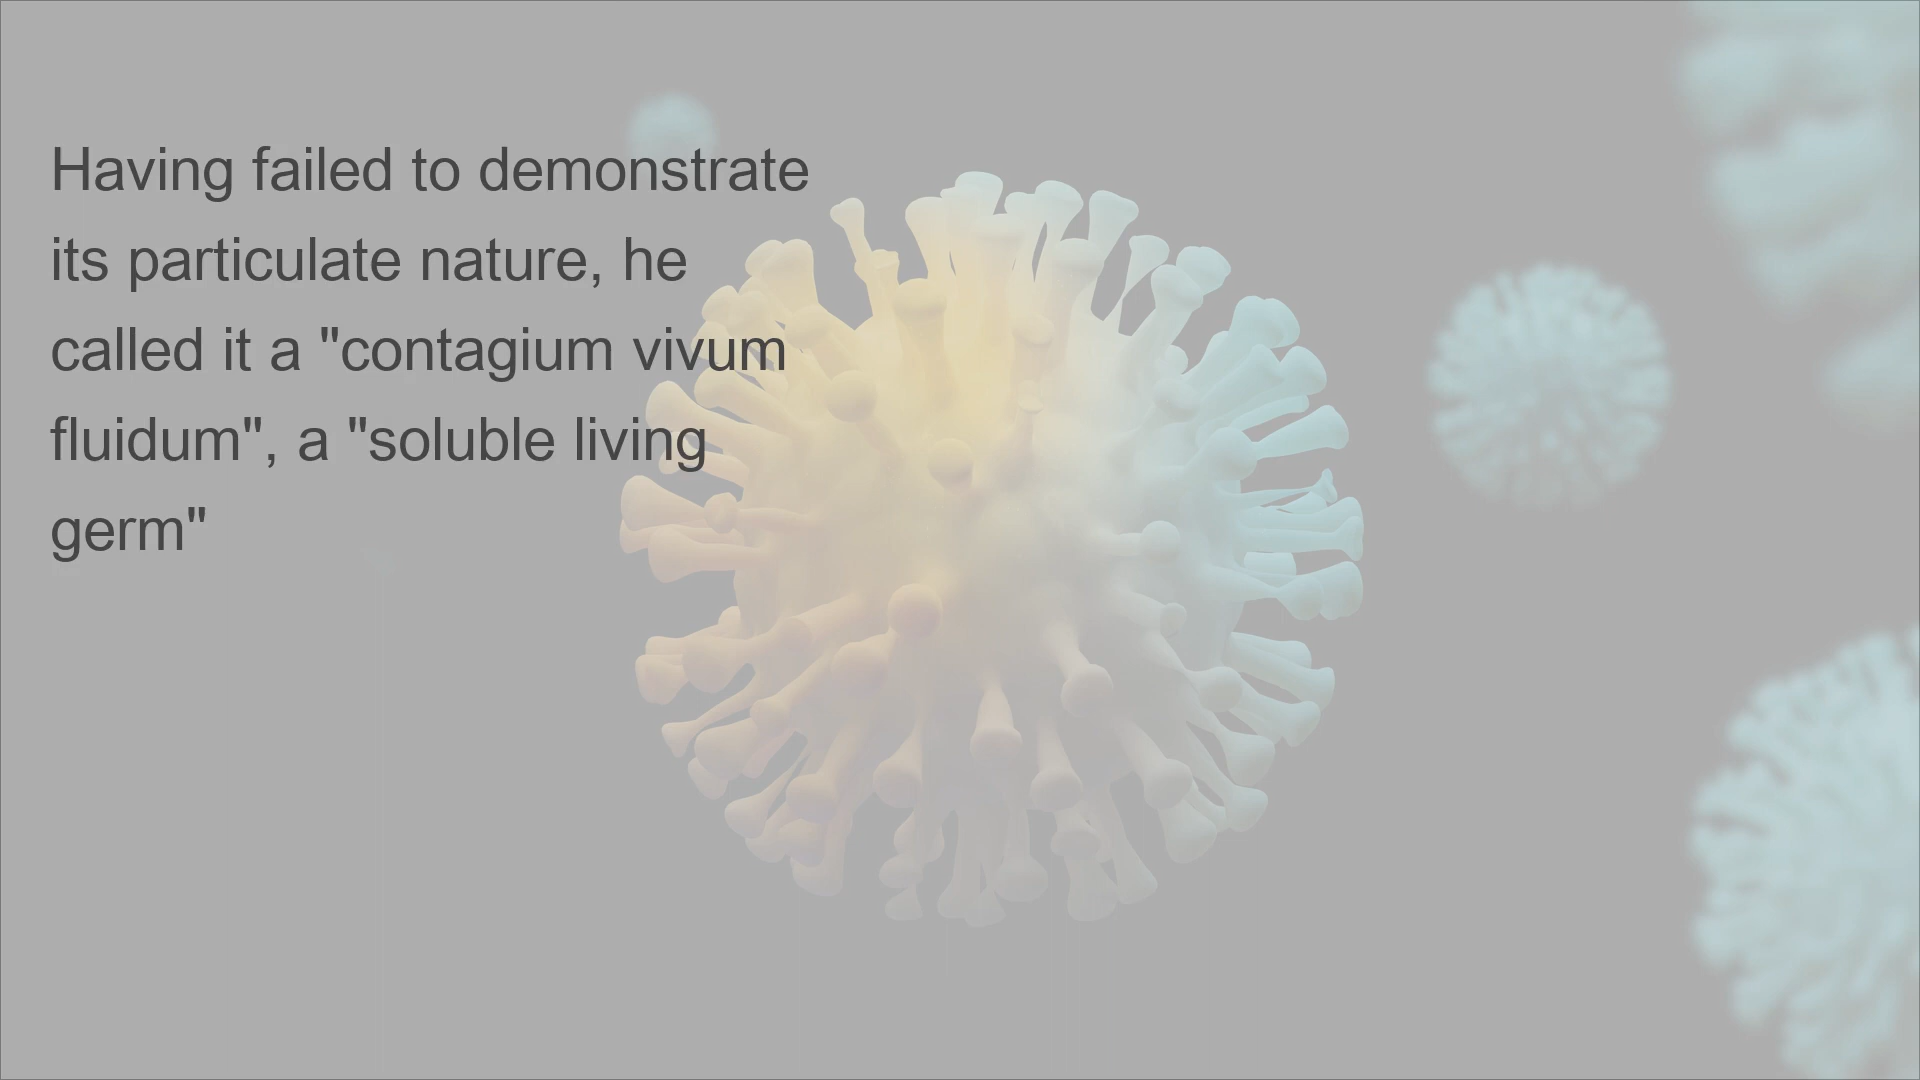 Having failed to demonstrate
its particulate nature, he
called it a "contagium vivum
fluidum", a "soluble living
germ"